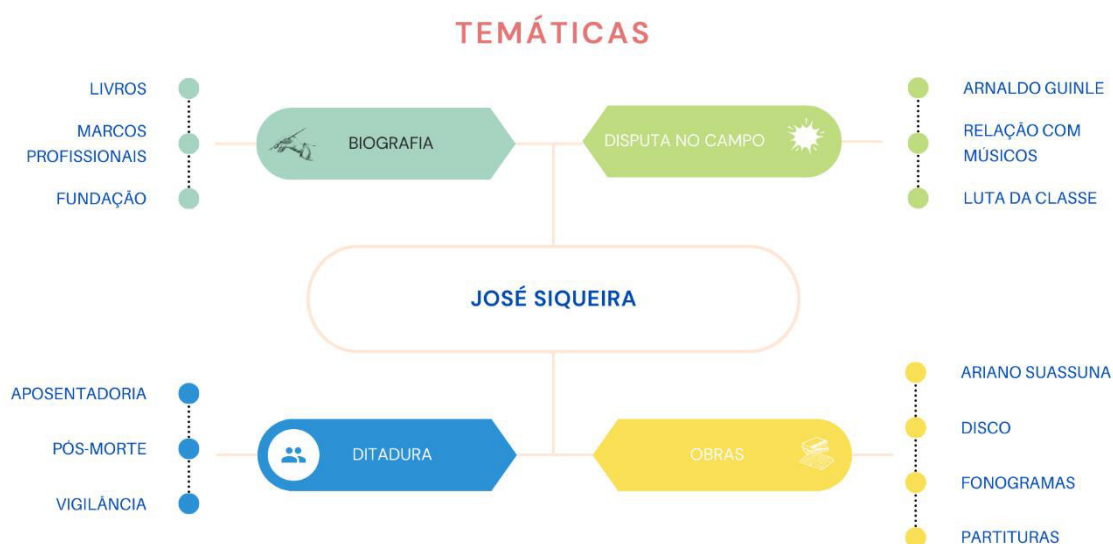 TEMÁTICAS
LIVROS
MARCOS
PROFISSIONAIS
FUNDAÇÃO
BIOGRAFIA
DISPUTA NO CAMPO
ARNALDO GUINLE
RELAÇÃO COM
MÚSICOS
LUTA DA CLASSE
JOSÉ SIQUEIRA
APOSENTADORIA
PÓS-MORTE
VIGILÂNCIA
DITADURA
OBRAS
ARIANO SUASSUNA
DISCO
FONOGRAMAS
PARTITURAS